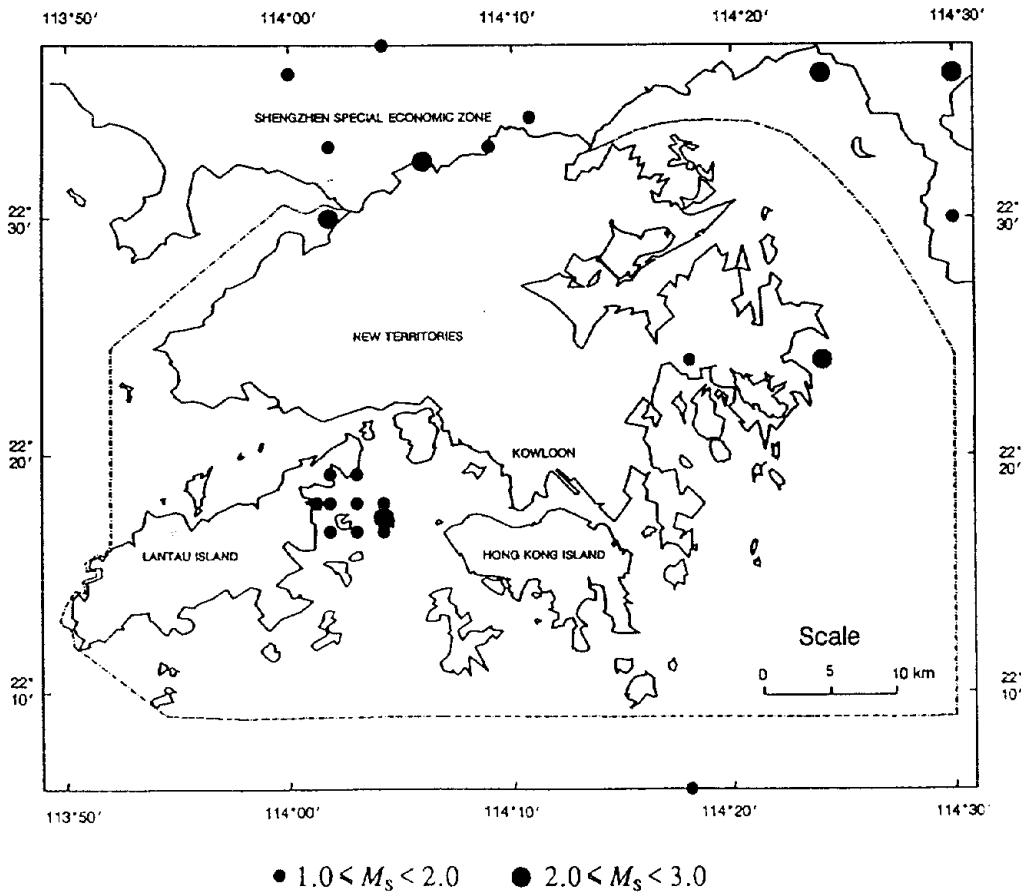 113°50′ 114°00′ 114°10′ 114°20′ 114°30′
SHENGZHEN SPECIAL ECONOMIC ZONE
22° 22°
30′ 30′
NEW TERRITORIES
22° 22°
20′ 20′
KOWLOON
LANTAU ISLAND
HONG KONG ISLAND
Scale
0 5 10 km
22° 22°
10′ 10′
113°50′ 114°00′ 114°10′ 114°20′ 114°30′
1.0 ≤ Ms < 2.0 2.0 ≤ Ms < 3.0